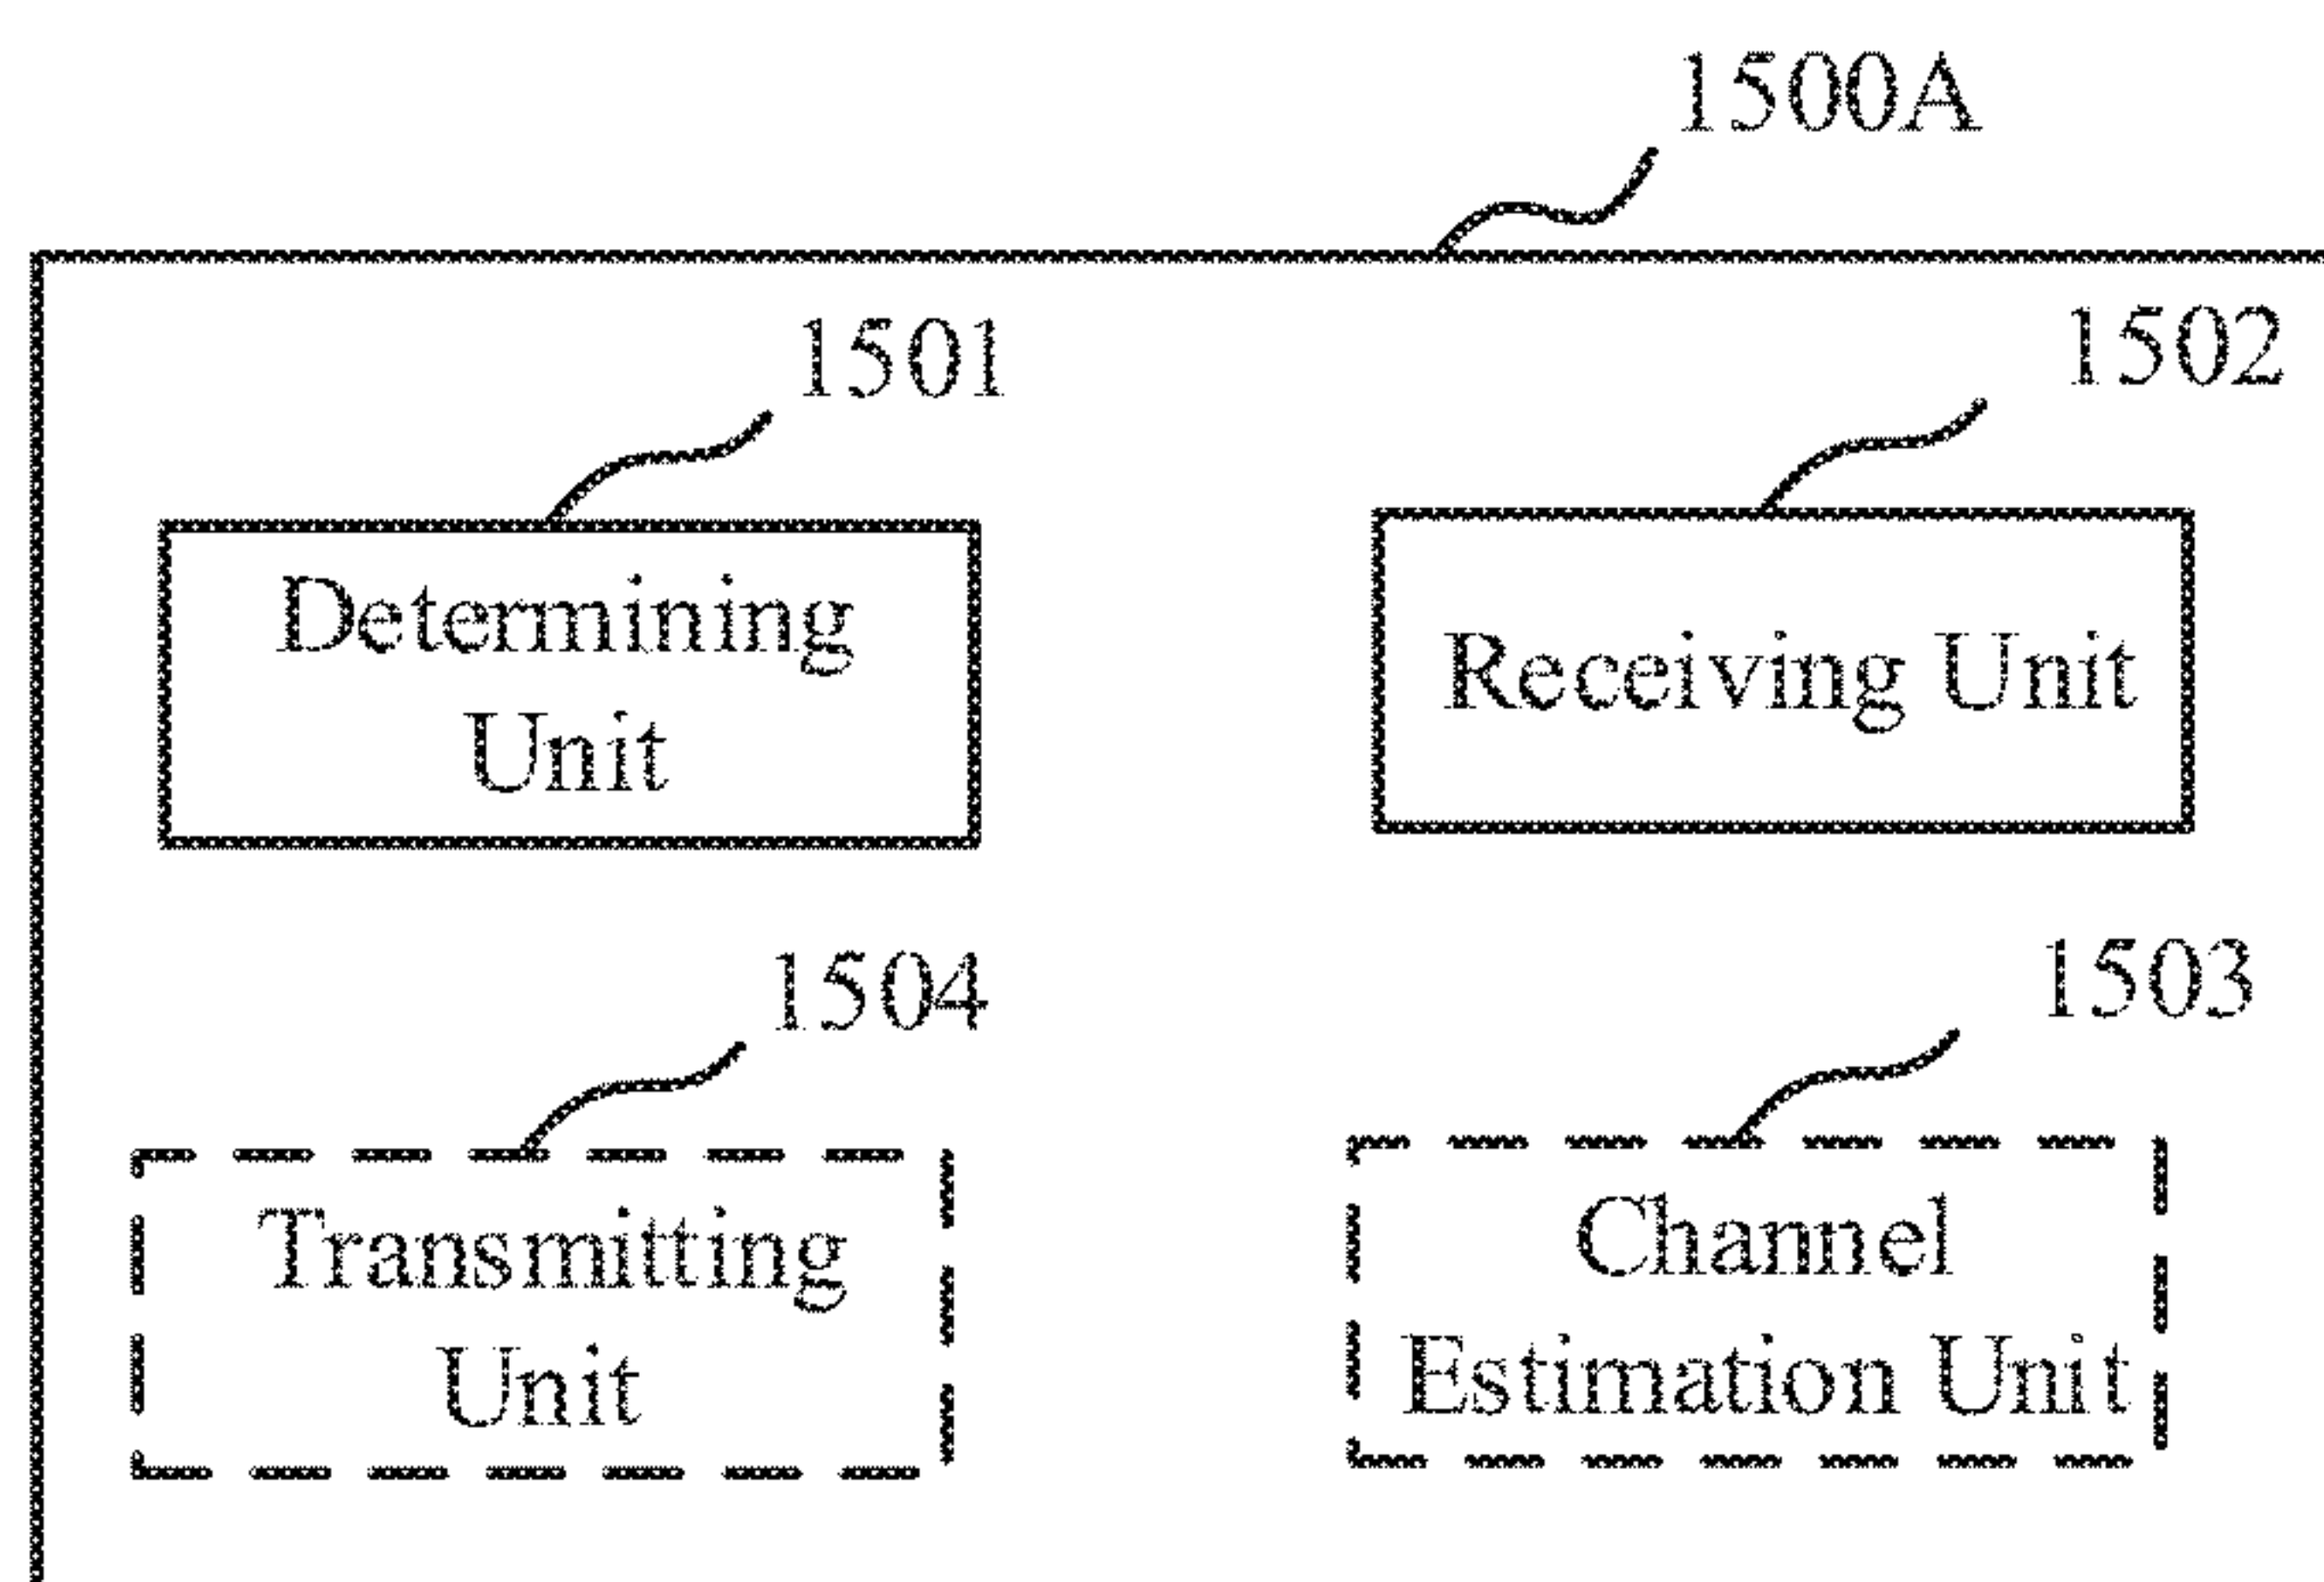 1500A
1501
1502
Determining
Unit
Receiving Unit
1504
1503
Transmitting
Unit
Channel
Estimation Unit